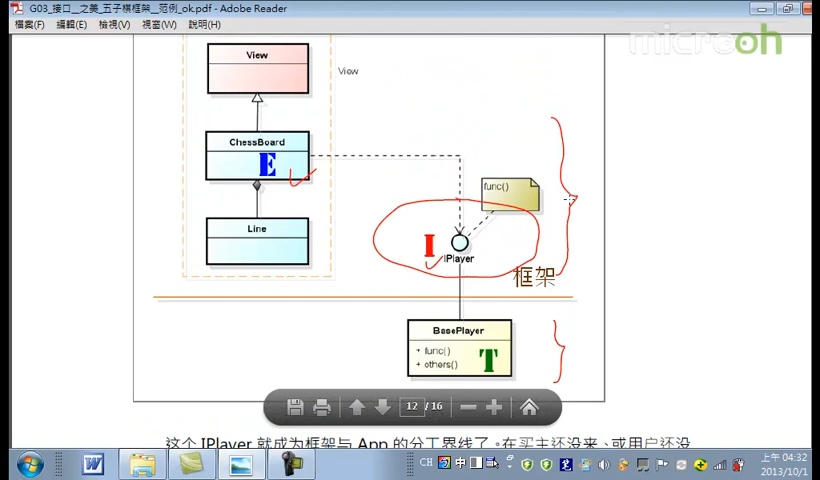 G03_接口__之美_五子棋框架__范例_ok.pdf - Adobe Reader
檔案(F) 編輯(E) 檢視(V) 視窗(W) 說明(H)
microoh
View
View
ChessBoard
E
func()
Line
I
IPlayer
框架
BasePlayer
+ func()
+ others()
T
12 / 16
这个 IPlayer 就成为框架与 App 的分工界线了。在买主还没来、或用户还没
CH 中
上午 04:32
2013/10/1